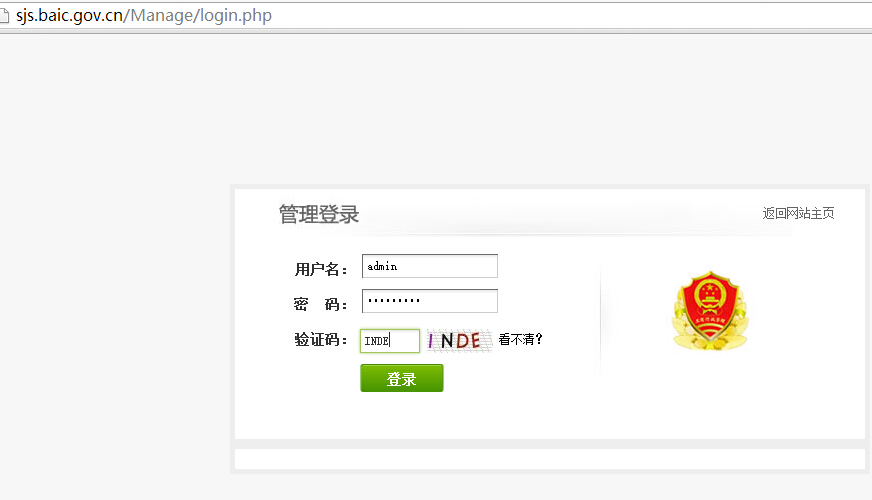 sjs.baic.gov.cn/Manage/login.php
管理登录
返回网站主页
用户名：
admin
密 码：
•••••••••
验证码：
INDE
INDE
看不清?
登录